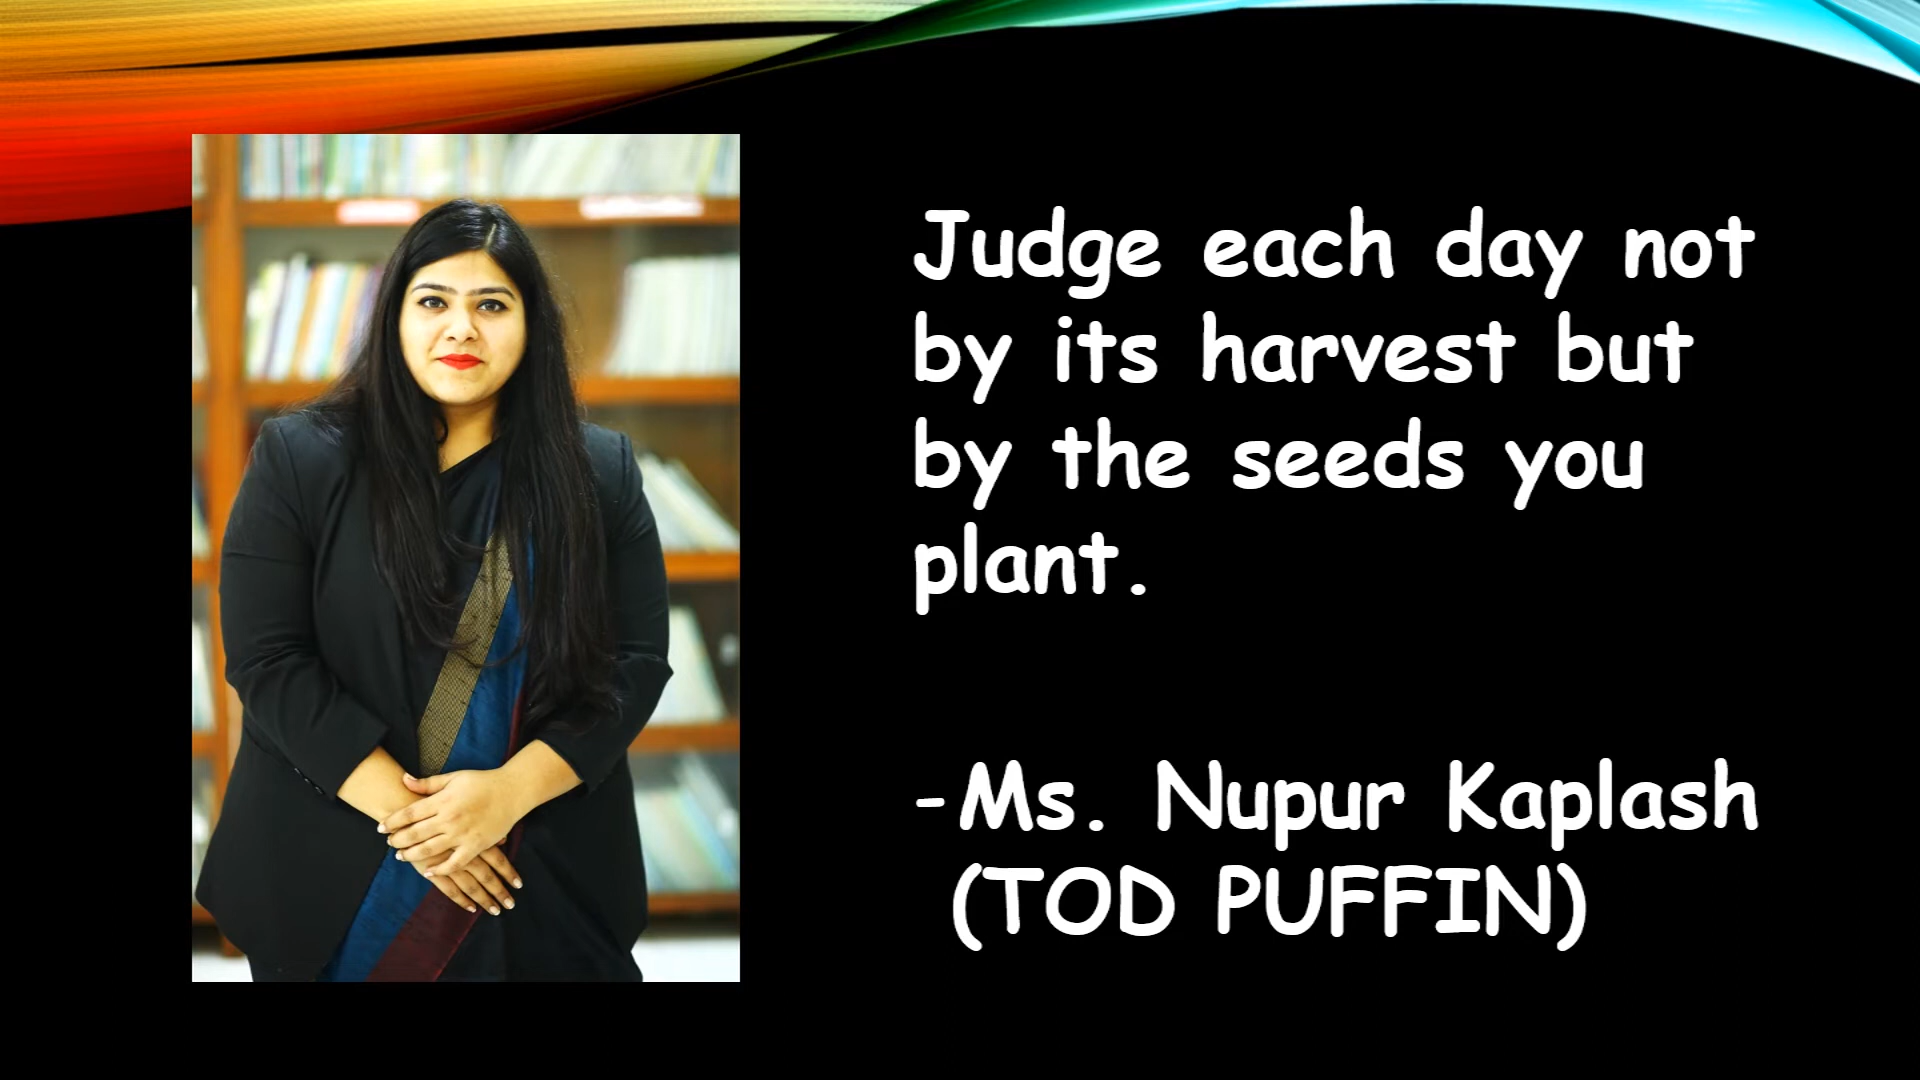 Judge each day not
by its harvest but
by the seeds you
plant.
-Ms. Nupur Kaplash
(TOD PUFFIN)